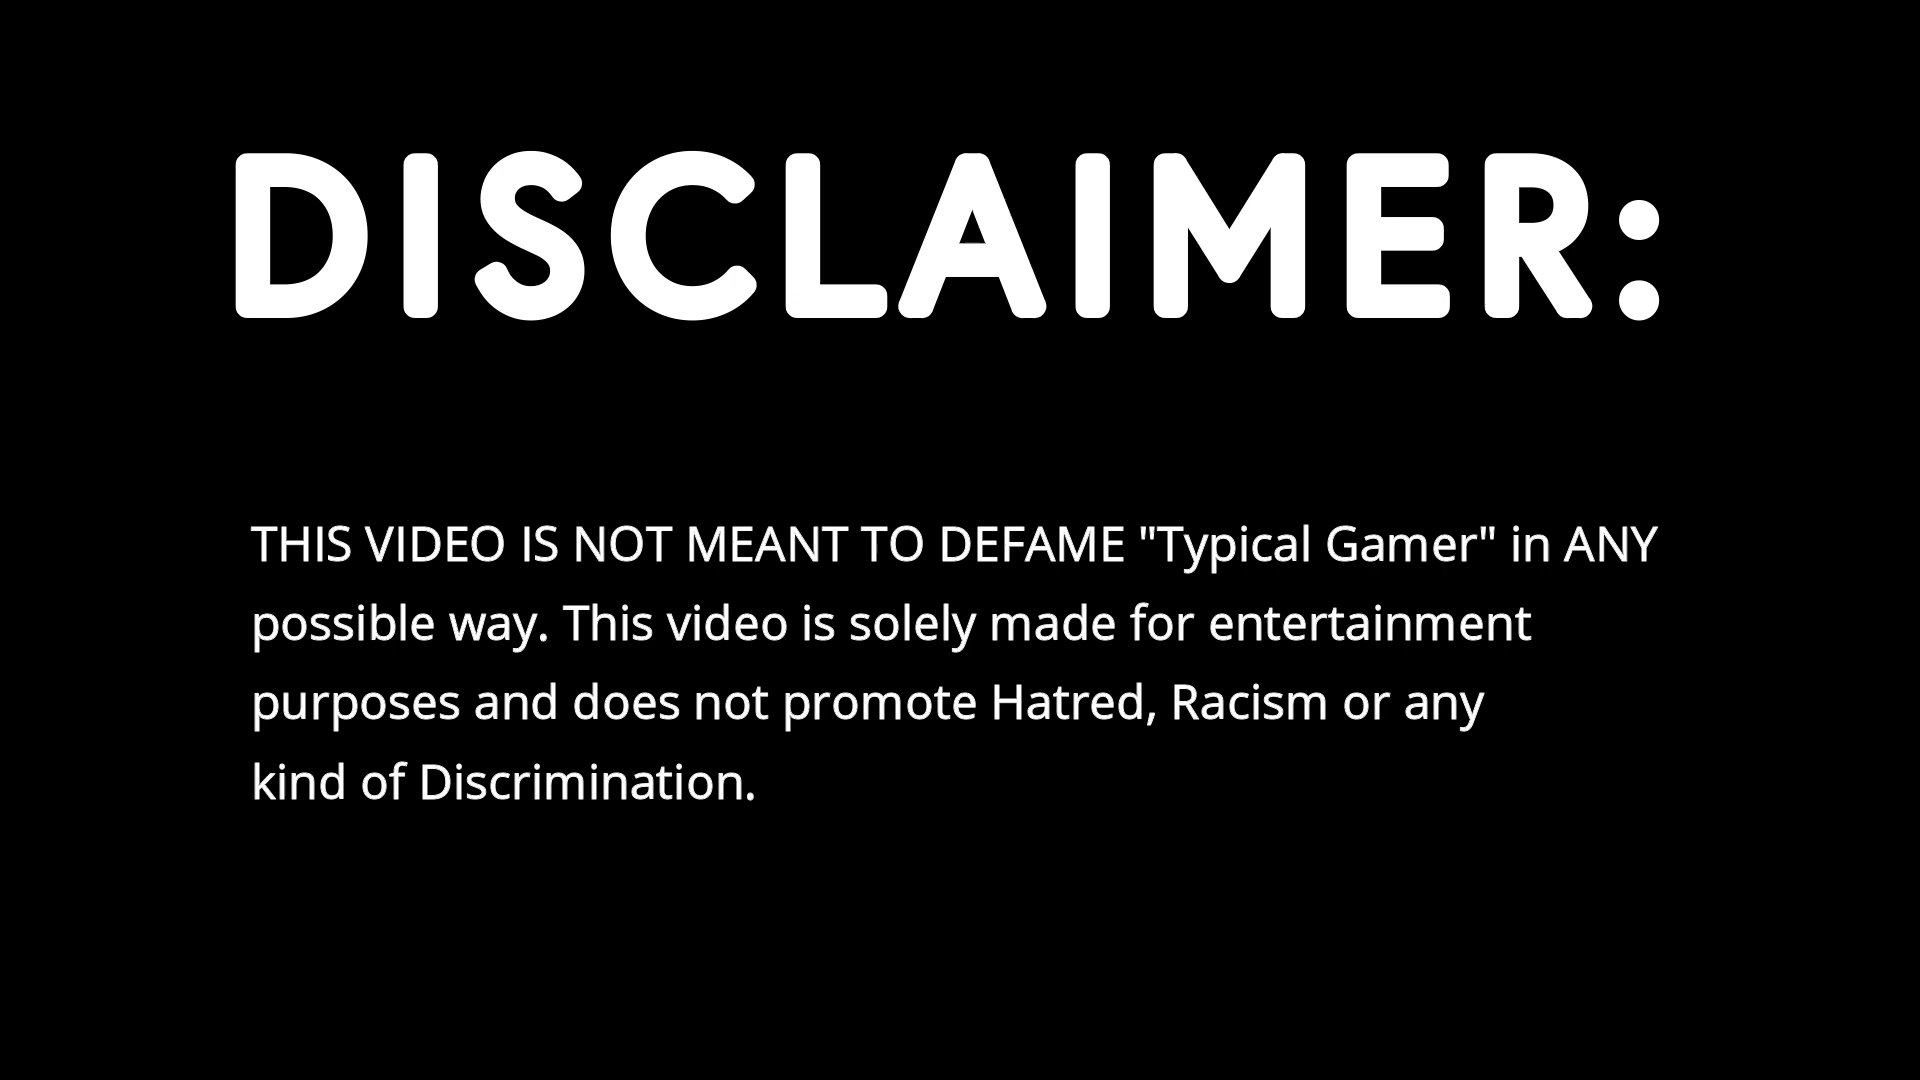 DISCLAIMER:
THIS VIDEO IS NOT MEANT TO DEFAME "Typical Gamer" in ANY
possible way. This video is solely made for entertainment
purposes and does not promote Hatred, Racism or any
kind of Discrimination.